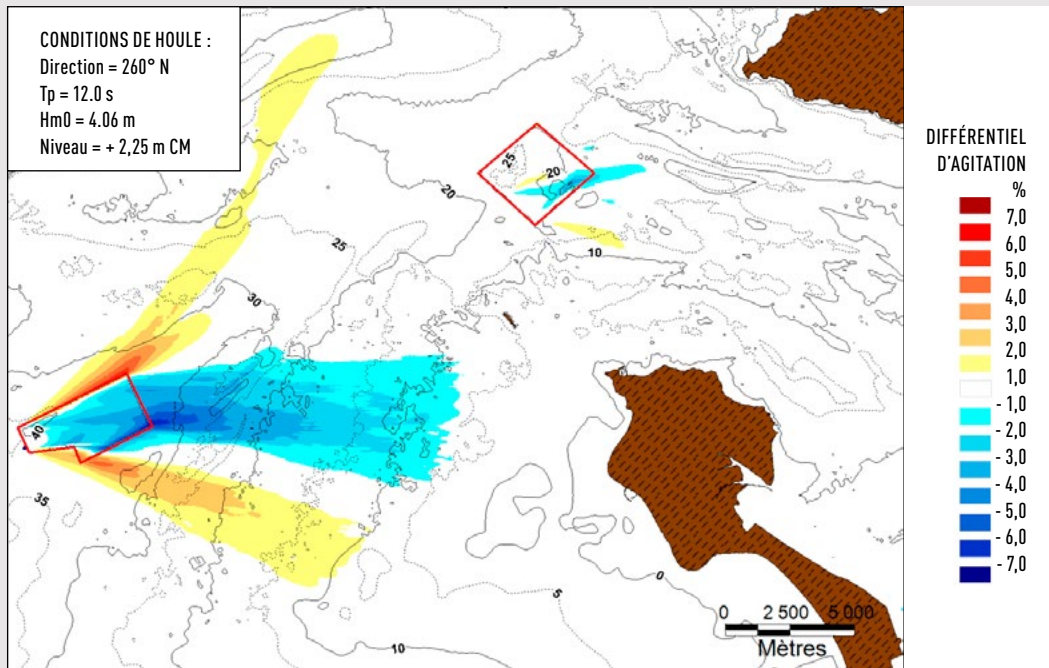 CONDITIONS DE HOULE :
Direction = 260° N
Tp = 12.0 s
Hm0 = 4.06 m
Niveau = + 2,25 m CM
25
20
20
25
10
30
40
35
0
5
10
0 2 500 5 000
Mètres
DIFFÉRENTIEL
D'AGITATION
%
7,0
6,0
5,0
4,0
3,0
2,0
1,0
- 1,0
- 2,0
- 3,0
- 4,0
- 5,0
- 6,0
- 7,0